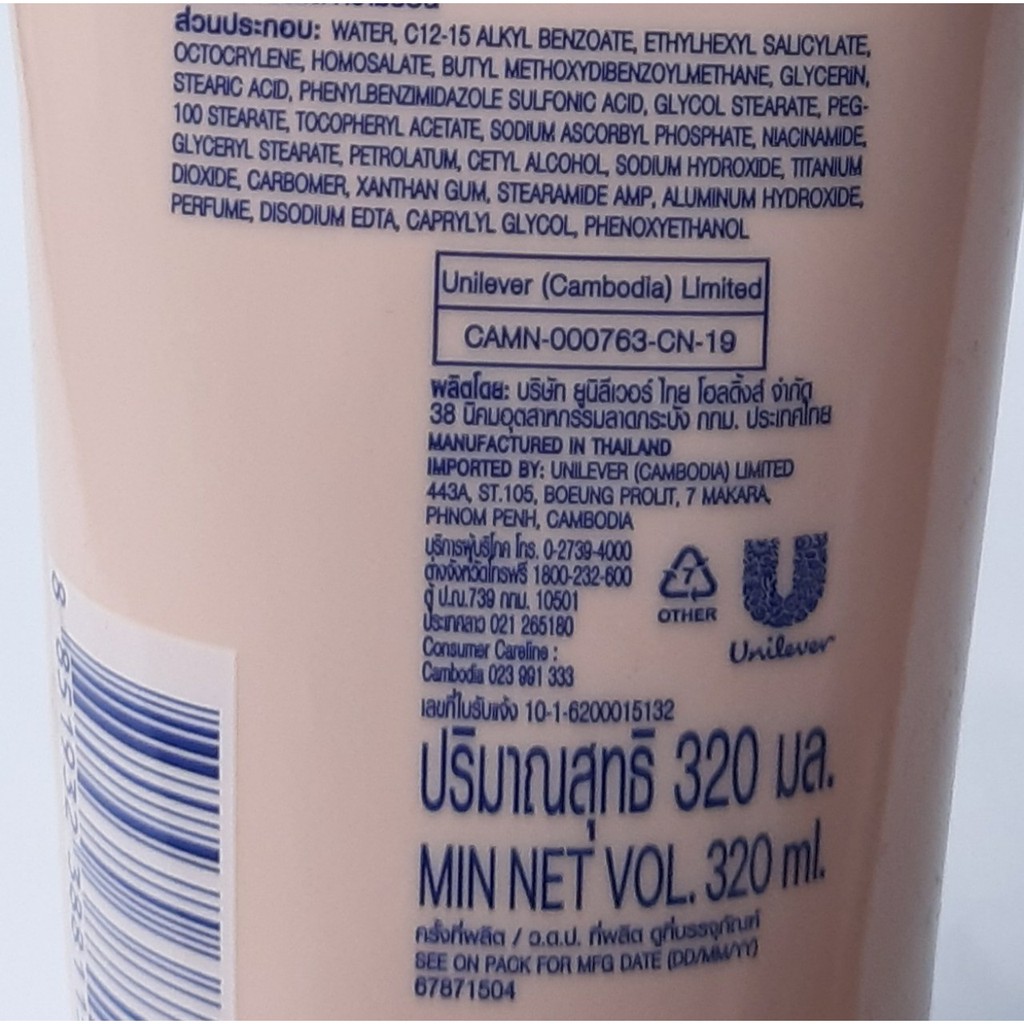 ส่วนประกอบ: WATER, C12-15 ALKYL BENZOATE, ETHYLHEXYL SALICYLATE,
OCTOCRYLENE, HOMOSALATE, BUTYL METHOXYDIBENZOYLMETHANE, GLYCERIN,
STEARIC ACID, PHENYLBENZIMIDAZOLE SULFONIC ACID, GLYCOL STEARATE, PEG-
100 STEARATE, TOCOPHERYL ACETATE, SODIUM ASCORBYL PHOSPHATE, NIACINAMIDE,
GLYCERYL STEARATE, PETROLATUM, CETYL ALCOHOL, SODIUM HYDROXIDE, TITANIUM
DIOXIDE, CARBOMER, XANTHAN GUM, STEARAMIDE AMP, ALUMINUM HYDROXIDE,
PERFUME, DISODIUM EDTA, CAPRYLYL GLYCOL, PHENOXYETHANOL
Unilever (Cambodia) Limited
CAMN-000763-CN-19
ผลิตโดย: บริษัท ยูนิลีเวอร์ ไทย โฮลดิ้งส์ จำกัด
38 นิคมอุตสาหกรรมลาดกระบัง กทม. ประเทศไทย
MANUFACTURED IN THAILAND
IMPORTED BY: UNILEVER (CAMBODIA) LIMITED
443A, ST.105, BOEUNG PROLIT, 7 MAKARA,
PHNOM PENH, CAMBODIA
บริการผู้บริโภค โทร. 0-2739-4000
ต่างจังหวัดโทรฟรี 1800-232-600
ตู้ ป.ณ.739 กทม. 10501
ประเทศลาว 021 265180
Consumer Careline :
Cambodia 023 991 333
7
OTHER
Unilever
เลขที่ใบรับแจ้ง 10-1-6200015132
ปริมาณสุทธิ 320 มล.
MIN NET VOL. 320 ml.
ครั้งที่ผลิต / ว.ด.ป. ที่ผลิต ดูที่บรรจุภัณฑ์
SEE ON PACK FOR MFG DATE (DD/MM/YY)
67871504